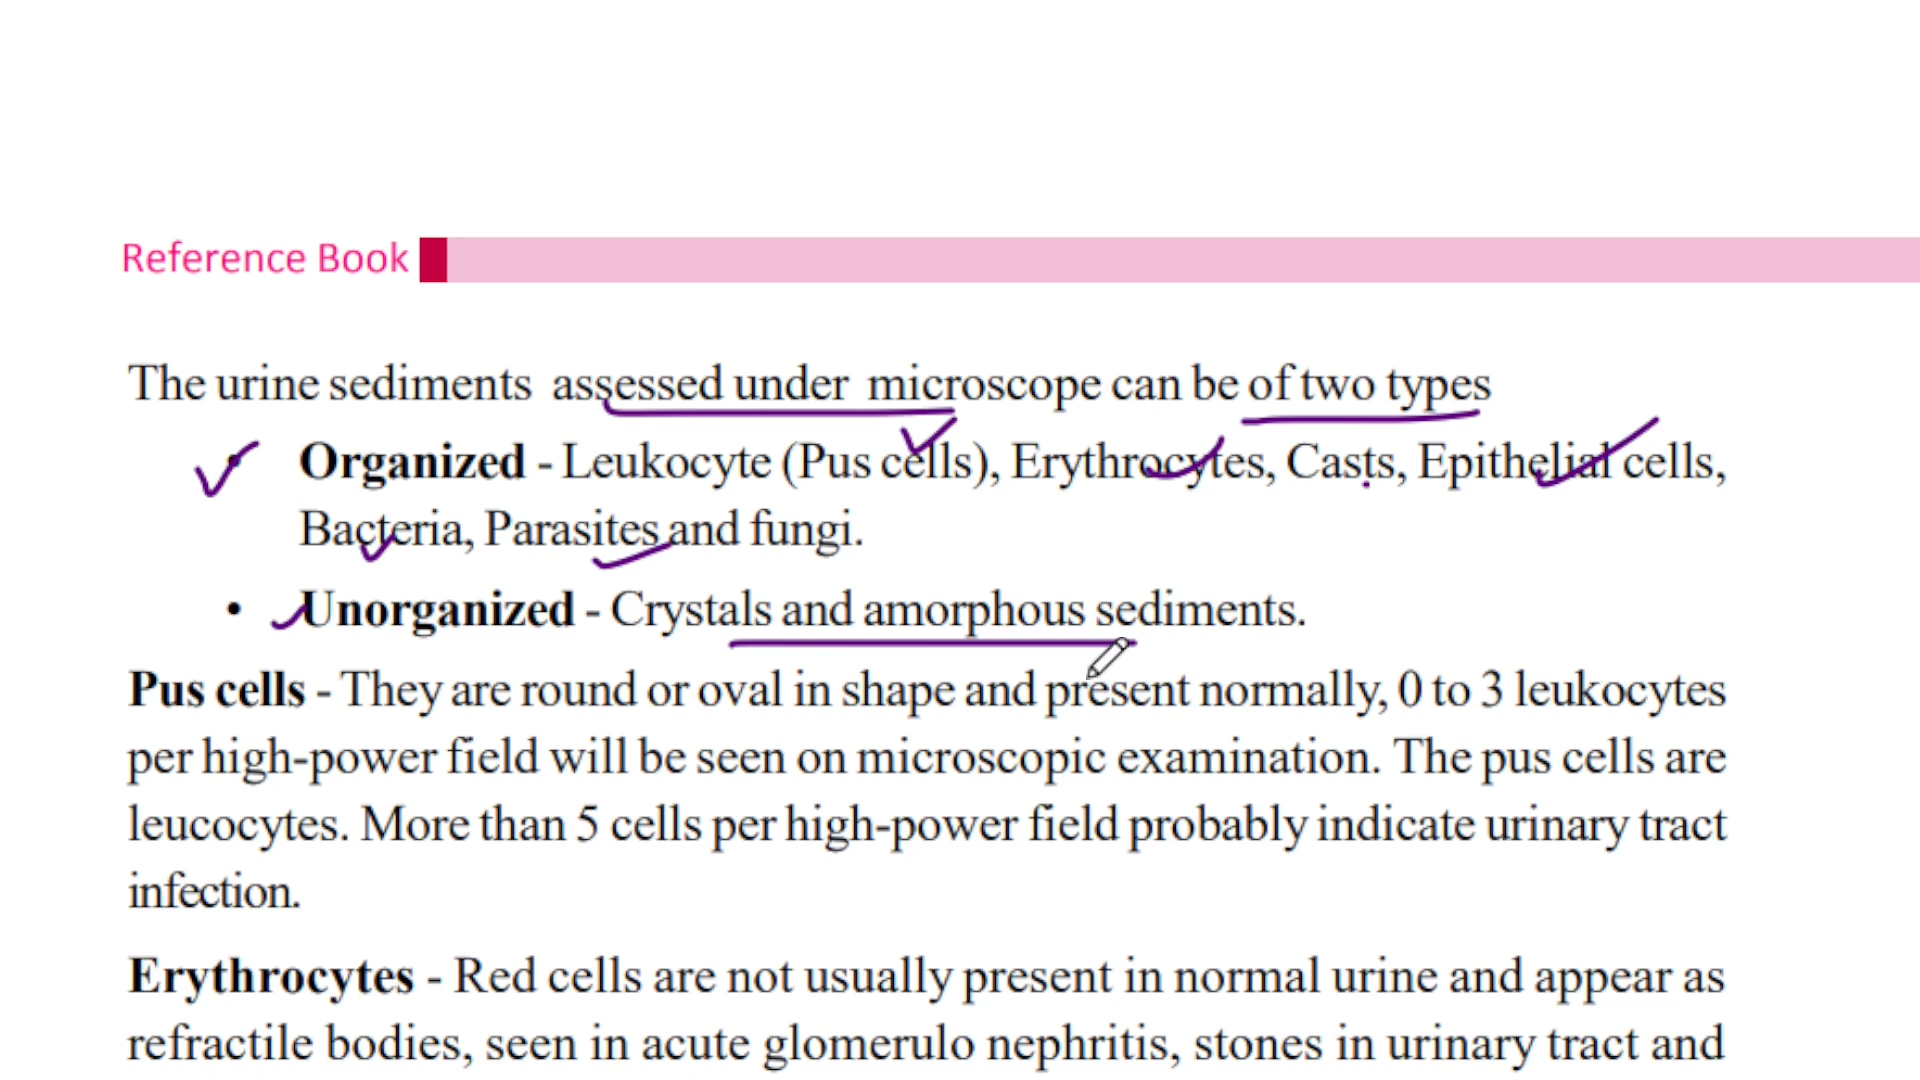 Reference Book
The urine sediments assessed under microscope can be of two types
• Organized - Leukocyte (Pus cells), Erythrocytes, Casts, Epithelial cells,
Bacteria, Parasites and fungi.
• Unorganized - Crystals and amorphous sediments.
Pus cells - They are round or oval in shape and present normally, 0 to 3 leukocytes
per high-power field will be seen on microscopic examination. The pus cells are
leucocytes. More than 5 cells per high-power field probably indicate urinary tract
infection.
Erythrocytes - Red cells are not usually present in normal urine and appear as
refractile bodies, seen in acute glomerulo nephritis, stones in urinary tract and